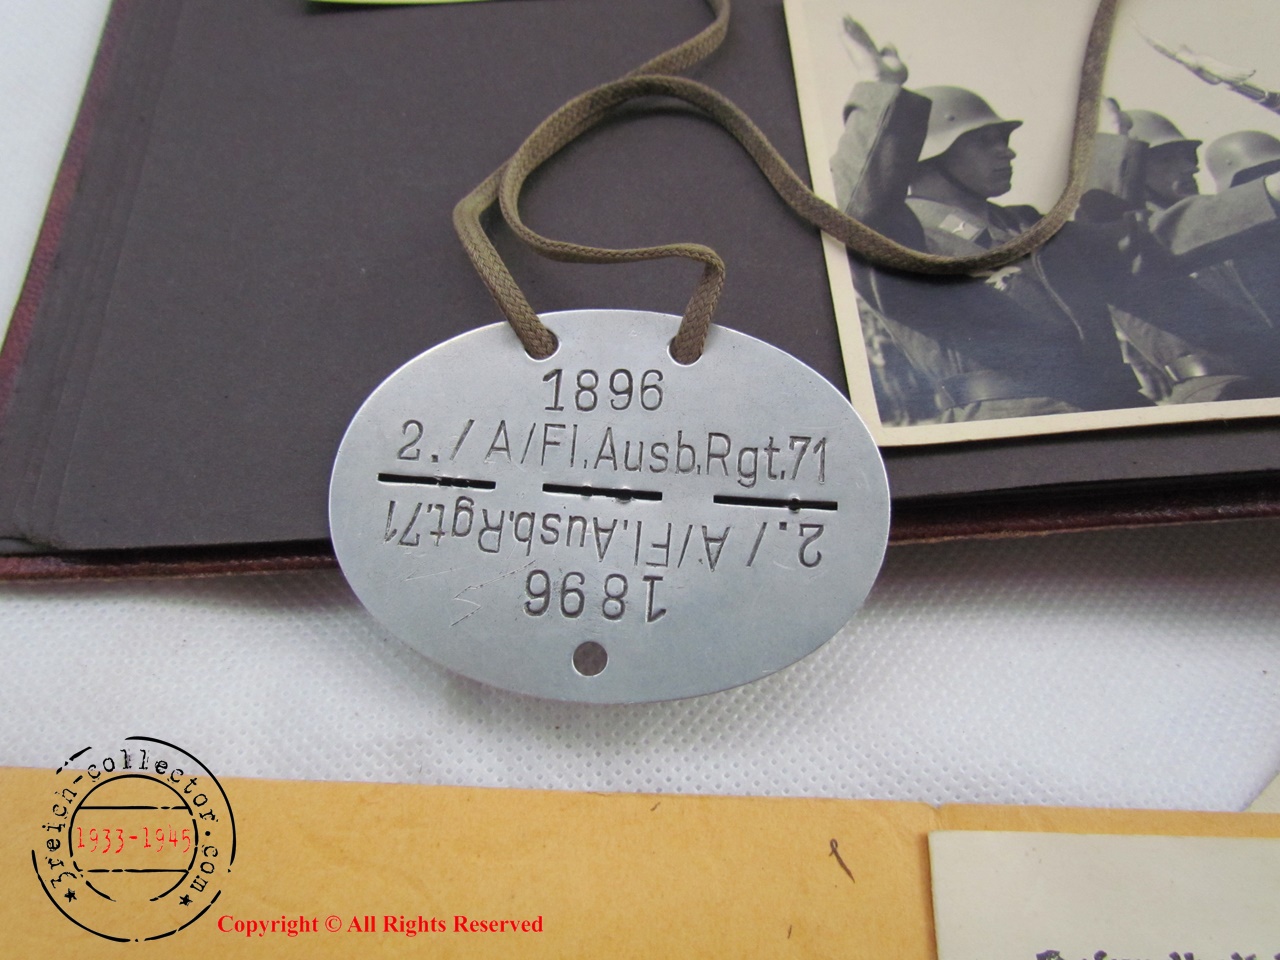 1896
2./A/Fl.Ausb.Rgt.71
2./A/Fl.Ausb.Rgt.71
1896
3reich-collector.com
1933-1945
Copyright © All Rights Reserved